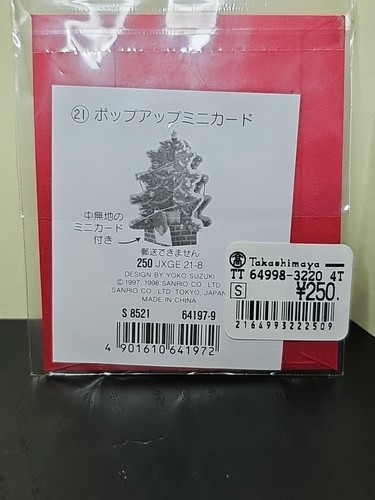 ㉑ ポップアップミニカード
中無地の
ミニカード
付き
郵送できません
250 JXGE 21-8
DESIGN BY YOKO SUZUKI
© 1997, 1998 SANRIO CO., LTD.
SANRIO CO., LTD. TOKYO, JAPAN
MADE IN CHINA
S 8521 64197-9
4 901610 641972
髙 Takashimaya
TT 64998-3220 4T
S ¥250.
2164993222509